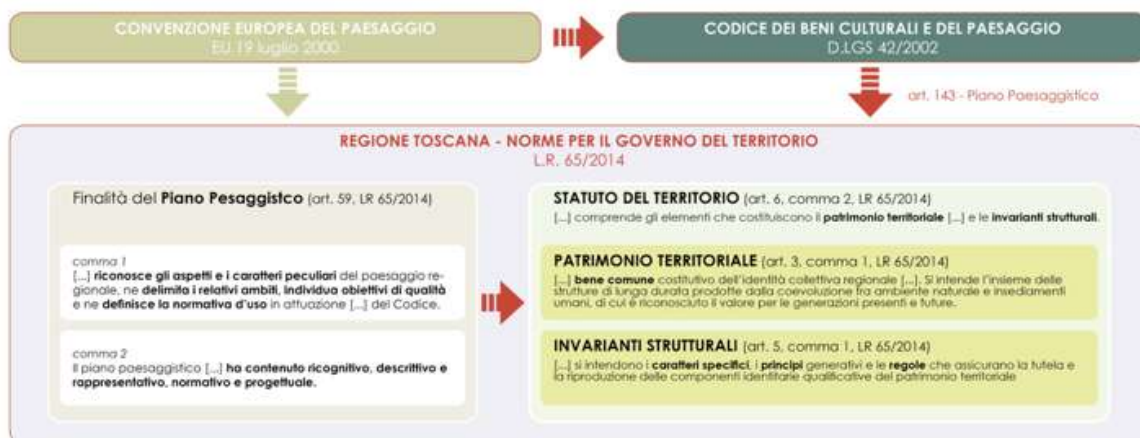 CONVENZIONE EUROPEA DEL PAESAGGIO
EU 19 luglio 2000
CODICE DEI BENI CULTURALI E DEL PAESAGGIO
D.LGS 42/2002
art. 143 - Piano Paesaggistico
REGIONE TOSCANA - NORME PER IL GOVERNO DEL TERRITORIO
L.R. 65/2014
Finalità del Piano Pesaggistco (art. 59, LR 65/2014)
comma 1
[...] riconosce gli aspetti e i caratteri peculiari del paesaggio re-
gionale, ne delimita i relativi ambiti, individua obiettivi di qualità
e ne definisce la normativa d'uso in attuazione [...] del Codice.
comma 2
Il piano paesaggistico [...] ha contenuto ricognitivo, descrittivo e
rappresentativo, normativo e progettuale.
STATUTO DEL TERRITORIO (art. 6, comma 2, LR 65/2014)
[...] comprende gli elementi che costituiscono il patrimonio territoriale [...] e le invarianti strutturali.
PATRIMONIO TERRITORIALE (art. 3, comma 1, LR 65/2014)
[...] bene comune costitutivo dell'identità collettiva regionale [...]. Si intende l'insieme delle
strutture di lunga durata prodotte dalla coevoluzione fra ambiente naturale e insediamenti
umani, di cui è riconosciuto il valore per le generazioni presenti e future.
INVARIANTI STRUTTURALI (art. 5, comma 1, LR 65/2014)
[...] si intendono i caratteri specifici, i principi generativi e le regole che assicurano la tutela e
la riproduzione delle componenti identitarie qualificative del patrimonio territoriale